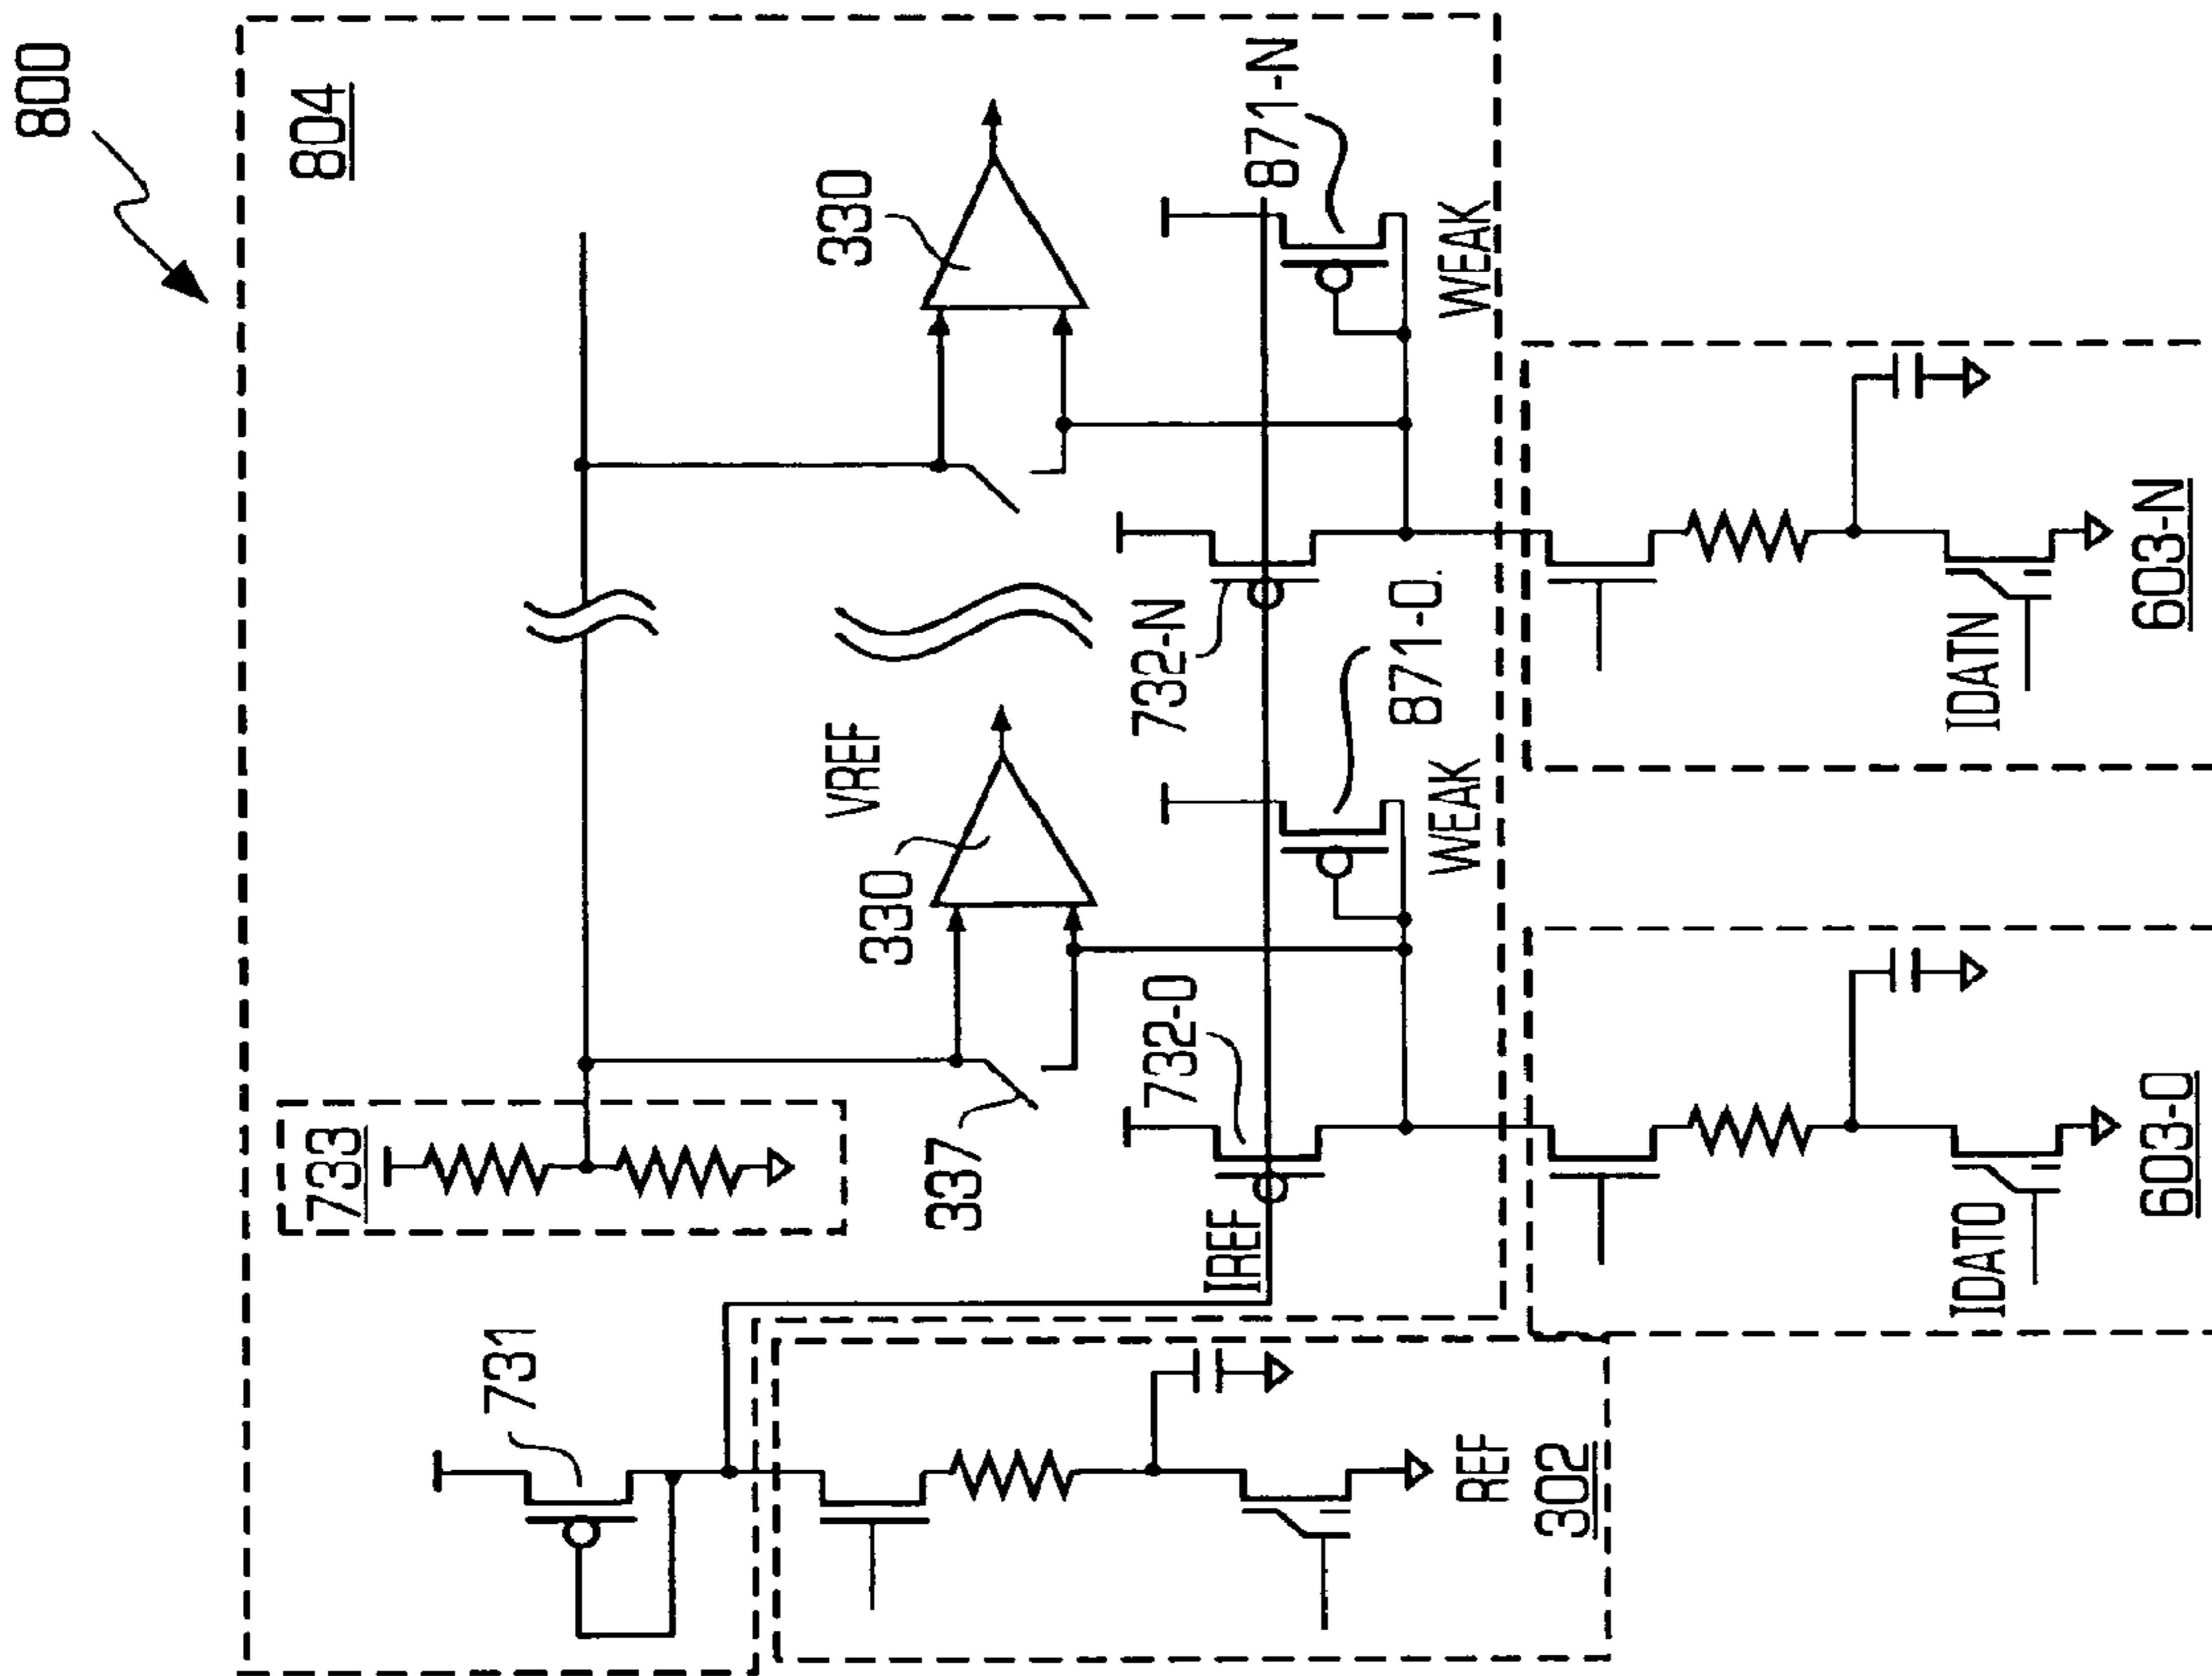 800
804
733
731
337
330
VREF
330
IREF
732-0
732-N
871-0
871-N
WEAK
WEAK
REF
302
IDAT0
603-0
IDATN
603-N